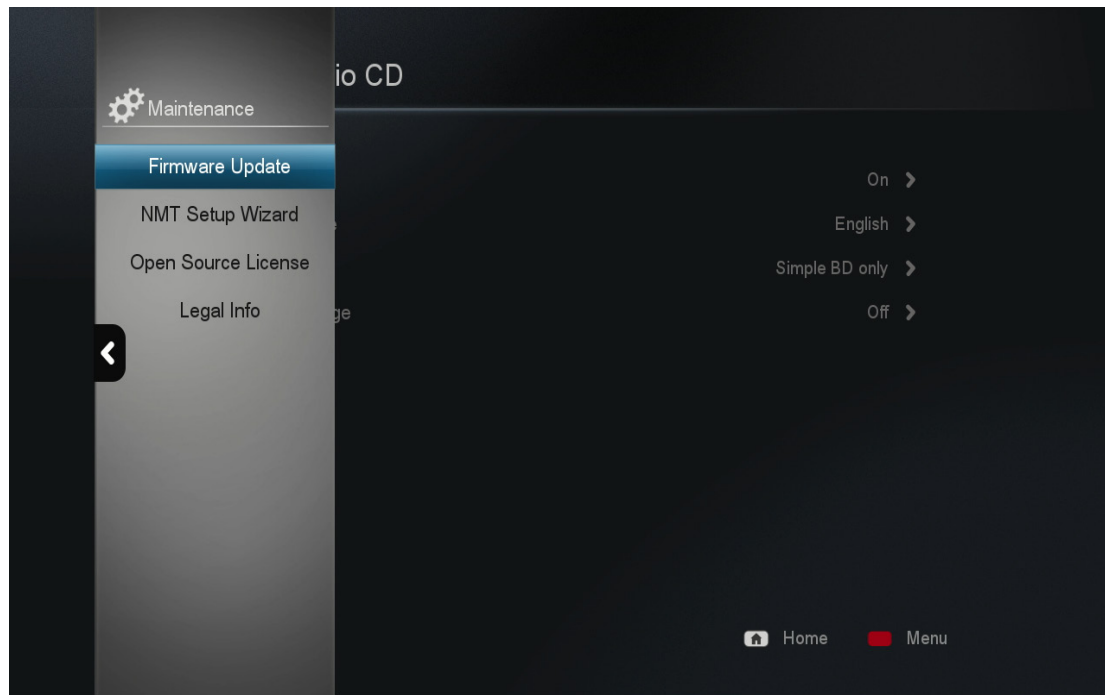 io CD
Maintenance
Firmware Update
NMT Setup Wizard
Open Source License
Legal Info
On
English
Simple BD only
ge
Off
Home
Menu